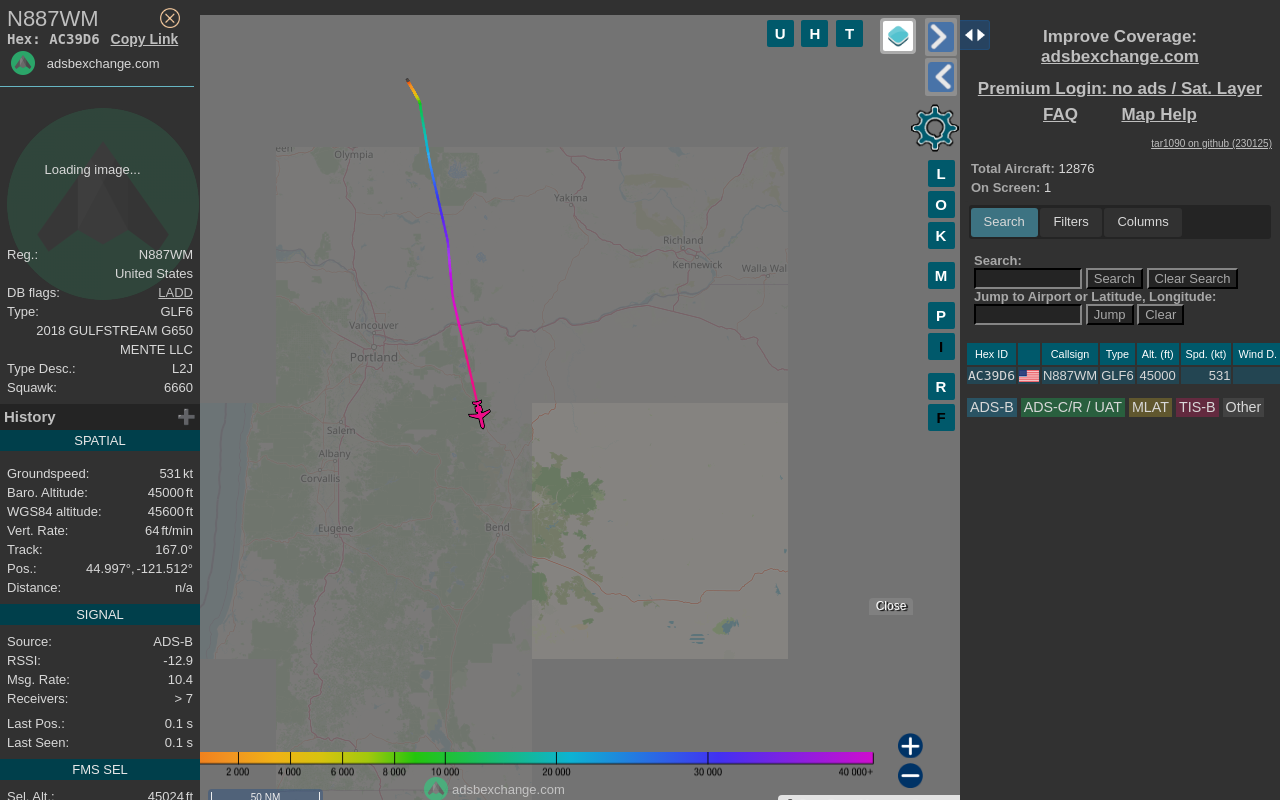 N887WM
Hex: AC39D6 Copy Link
adsbexchange.com
Loading image...
Reg.: N887WM
United States
DB flags: LADD
Type: GLF6
2018 GULFSTREAM G650
MENTE LLC
Type Desc.: L2J
Squawk: 6660
History
SPATIAL
Groundspeed: 531 kt
Baro. Altitude: 45000 ft
WGS84 altitude: 45600 ft
Vert. Rate: 64 ft/min
Track: 167.0°
Pos.: 44.997°, -121.512°
Distance: n/a
SIGNAL
Source: ADS-B
RSSI: -12.9
Msg. Rate: 10.4
Receivers: > 7
Last Pos.: 0.1 s
Last Seen: 0.1 s
FMS SEL
Sel. Alt.: 45024 ft
U H T
L
O
K
M
P
I
R
F
Olympia
Yakima
Richland
Kennewick
Walla Wal
Vancouver
Portland
Salem
Albany
Corvallis
Eugene
Bend
Close
2 000 4 000 6 000 8 000 10 000 20 000 30 000 40 000+
adsbexchange.com
50 NM
Improve Coverage:
adsbexchange.com
Premium Login: no ads / Sat. Layer
FAQ Map Help
tar1090 on github (230125)
Total Aircraft: 12876
On Screen: 1
Search Filters Columns
Search:
Search Clear Search
Jump to Airport or Latitude, Longitude:
Jump Clear
Hex ID Callsign Type Alt. (ft) Spd. (kt) Wind D.
AC39D6 N887WM GLF6 45000 531
ADS-B ADS-C/R / UAT MLAT TIS-B Other